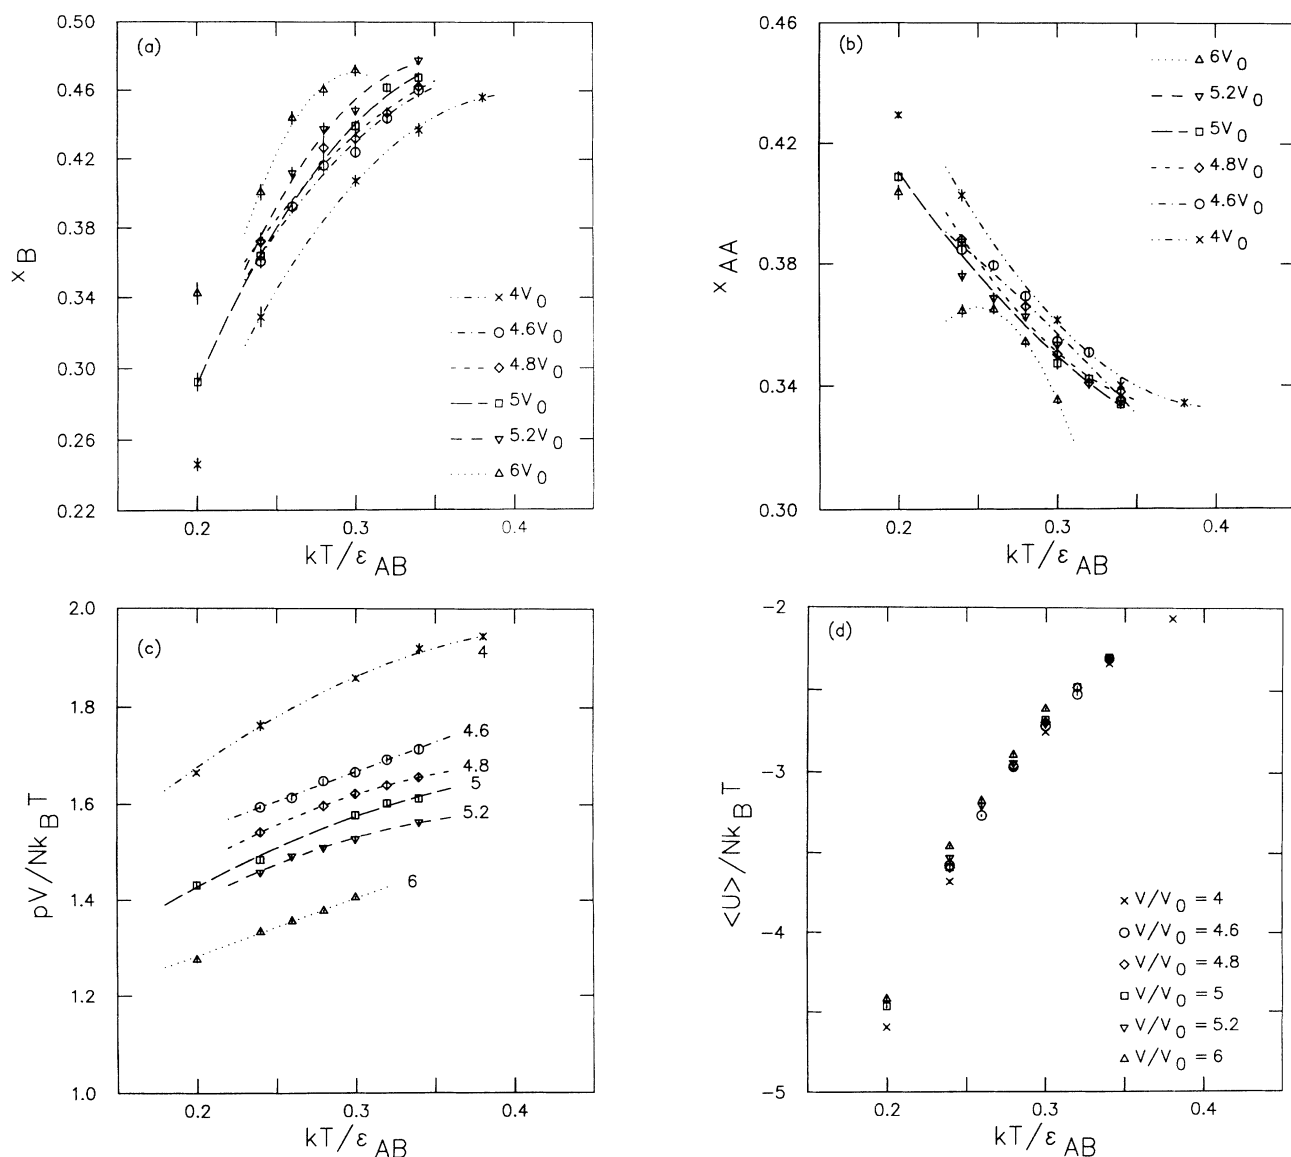 (a)
0.50
0.46
0.42
0.38
0.34
0.30
0.26
0.22
x_B
4V_0
4.6V_0
4.8V_0
5V_0
5.2V_0
6V_0
0.2
0.3
0.4
kT/ε_AB
(b)
0.46
0.42
0.38
0.34
0.30
x_AA
6V_0
5.2V_0
5V_0
4.8V_0
4.6V_0
4V_0
0.2
0.3
0.4
kT/ε_AB
(c)
2.0
1.8
1.6
1.4
1.2
1.0
pV/Nk_BT
4
4.6
4.8
5
5.2
6
0.2
0.3
0.4
kT/ε_AB
(d)
-2
-3
-4
-5
<U>/Nk_BT
V/V_0 = 4
V/V_0 = 4.6
V/V_0 = 4.8
V/V_0 = 5
V/V_0 = 5.2
V/V_0 = 6
0.2
0.3
0.4
kT/ε_AB